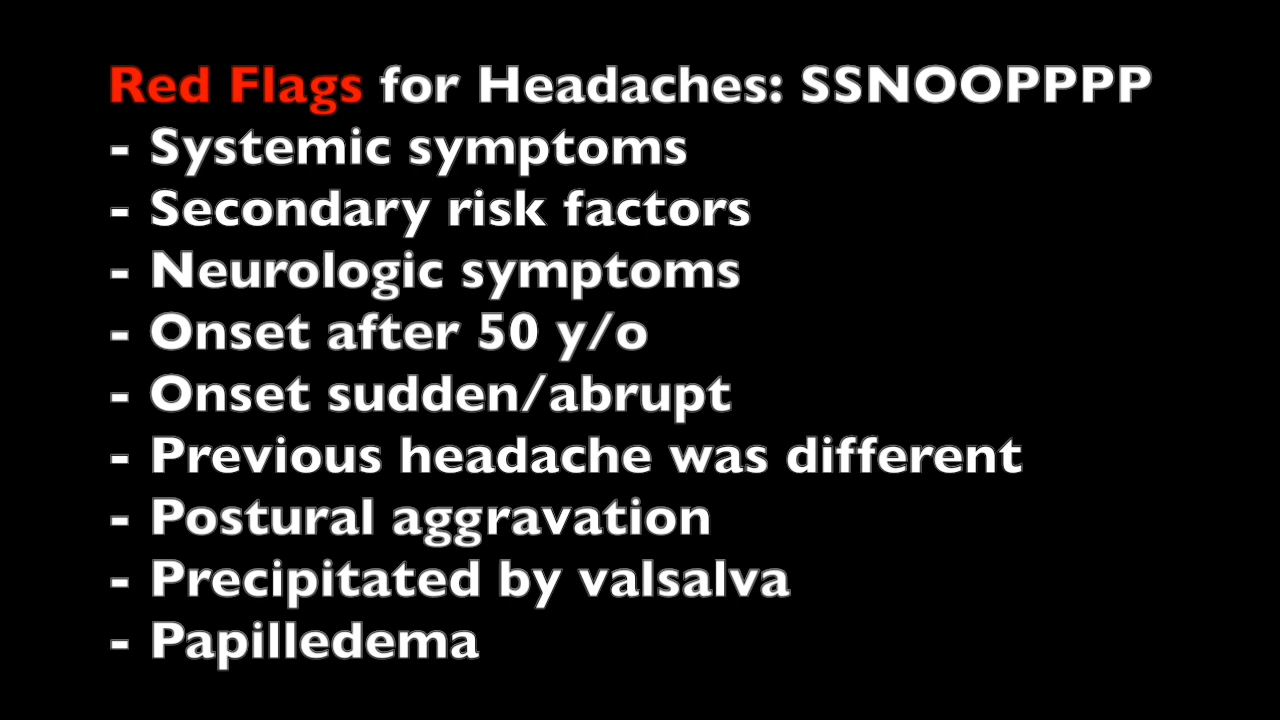 Red Flags for Headaches: SSNOOPPPP
- Systemic symptoms
- Secondary risk factors
- Neurologic symptoms
- Onset after 50 y/o
- Onset sudden/abrupt
- Previous headache was different
- Postural aggravation
- Precipitated by valsalva
- Papilledema